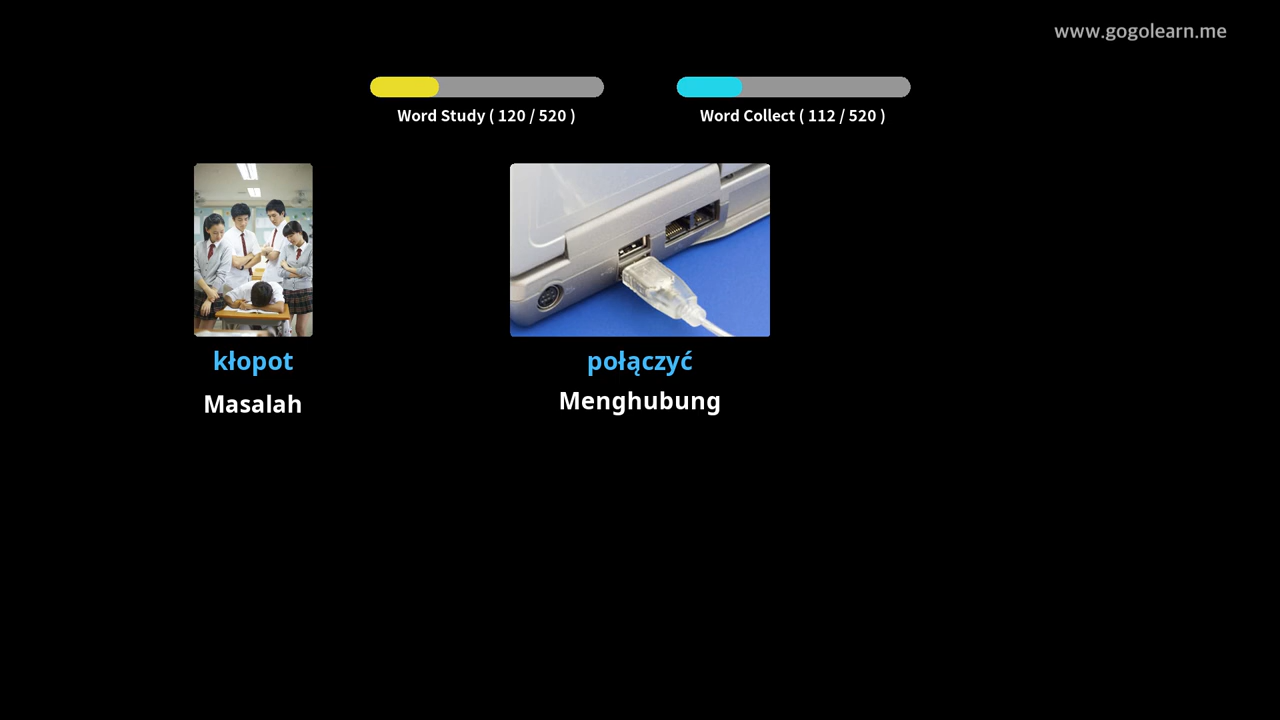 www.gogolearn.me
Word Study ( 120 / 520 )
Word Collect ( 112 / 520 )
kłopot
Masalah
połączyć
Menghubung